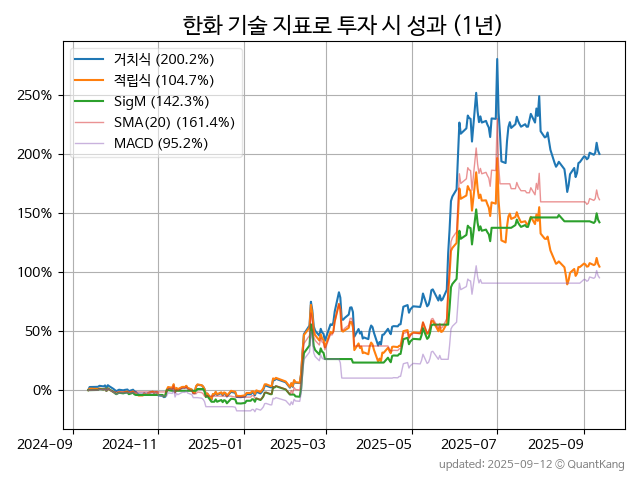 한화 기술 지표로 투자 시 성과 (1년)
거치식 (200.2%)
적립식 (104.7%)
SigM (142.3%)
SMA(20) (161.4%)
MACD (95.2%)
250%
200%
150%
100%
50%
0%
2024-09 2024-11 2025-01 2025-03 2025-05 2025-07 2025-09
updated: 2025-09-12 © QuantKang